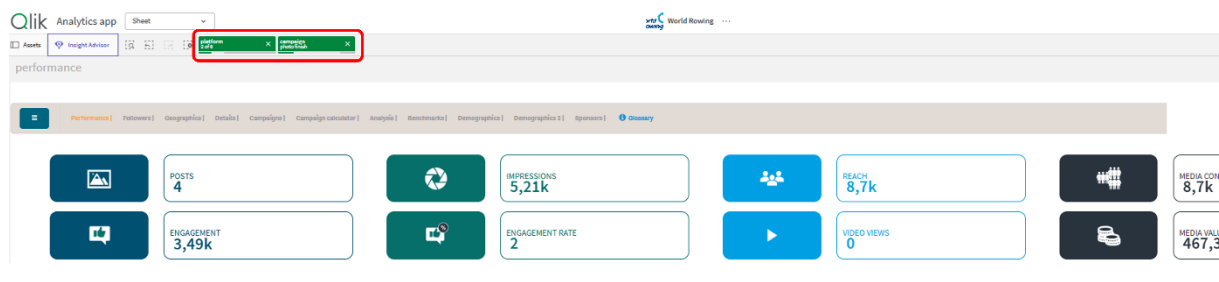 Qlik Analytics app Sheet World Rowing ...
Assets Insight Advisor platform campaign
2 of 6 photo finish
performance
Performance | Followers | Geographics | Details | Campaigns | Campaign calculator | Analysis | Benchmarks | Demographics | Demographics 2 | Sponsors | Glossary
POSTS IMPRESSIONS REACH MEDIA CON
4 5,21k 8,7k 8,7k
ENGAGEMENT ENGAGEMENT RATE VIDEO VIEWS MEDIA VALU
3,49k 2 0 467,3